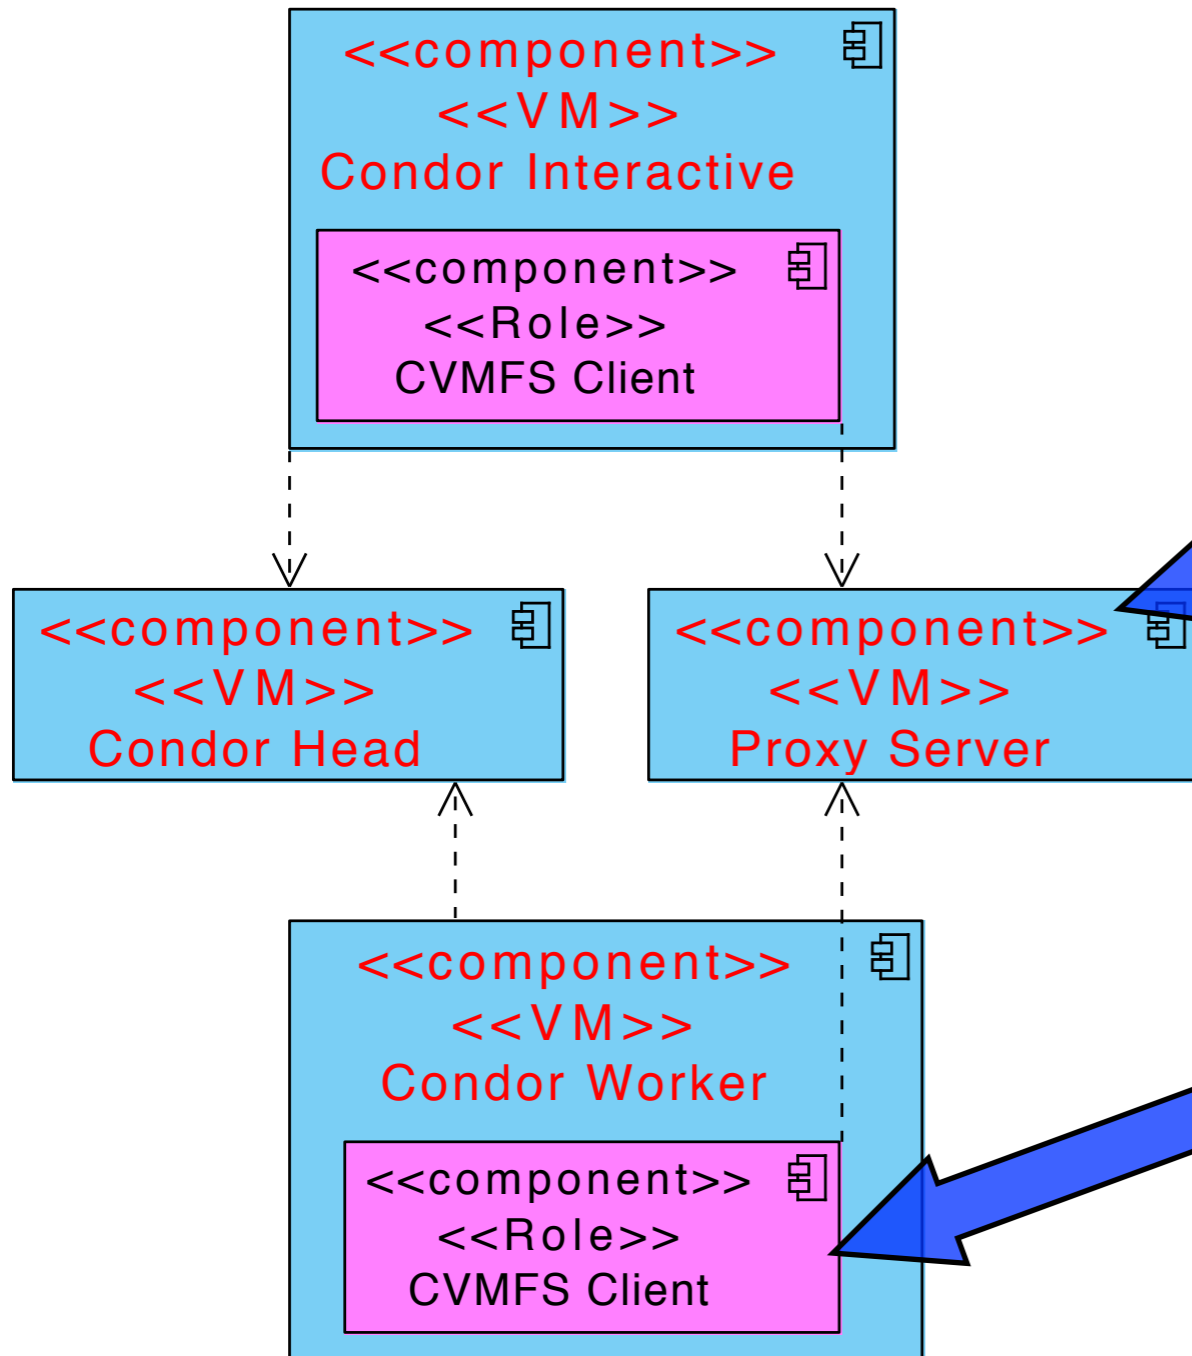 <<component>>
<<VM>>
Condor Interactive
<<component>>
<<Role>>
CVMFS Client
<<component>>
<<VM>>
Condor Head
<<component>>
<<VM>>
Proxy Server
<<component>>
<<VM>>
Condor Worker
<<component>>
<<Role>>
CVMFS Client